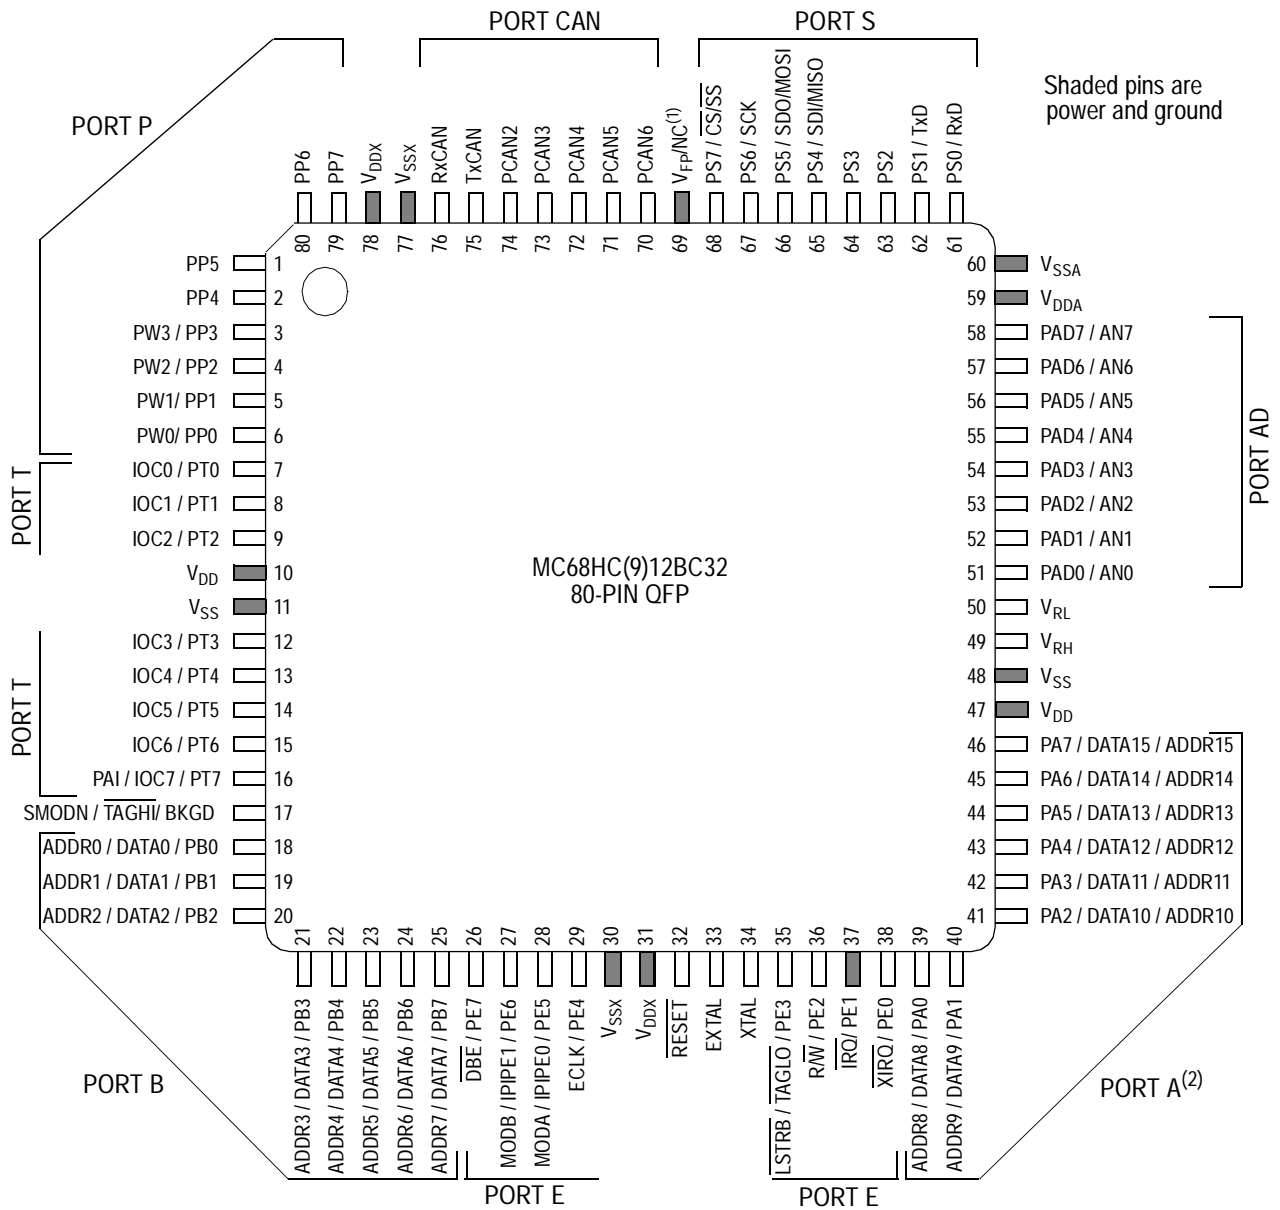 PORT CAN
PORT S
Shaded pins are
power and ground
PORT P
PP6
PP7
VDDX
VSSX
RxCAN
TxCAN
PCAN2
PCAN3
PCAN4
PCAN5
PCAN6
VFP/NC(1)
PS7 / CS/SS
PS6 / SCK
PS5 / SDO/MOSI
PS4 / SDI/MISO
PS3
PS2
PS1 / TxD
PS0 / RxD
80
79
78
77
76
75
74
73
72
71
70
69
68
67
66
65
64
63
62
61
PP5 1
PP4 2
PW3 / PP3 3
PW2 / PP2 4
PW1/ PP1 5
PW0/ PP0 6
PORT T
IOC0 / PT0 7
IOC1 / PT1 8
IOC2 / PT2 9
VDD 10
VSS 11
PORT T
IOC3 / PT3 12
IOC4 / PT4 13
IOC5 / PT5 14
IOC6 / PT6 15
PAI / IOC7 / PT7 16
SMODN / TAGHI/ BKGD 17
ADDR0 / DATA0 / PB0 18
ADDR1 / DATA1 / PB1 19
ADDR2 / DATA2 / PB2 20
MC68HC(9)12BC32
80-PIN QFP
60 VSSA
59 VDDA
58 PAD7 / AN7
57 PAD6 / AN6
56 PAD5 / AN5
55 PAD4 / AN4
54 PAD3 / AN3
53 PAD2 / AN2
52 PAD1 / AN1
51 PAD0 / AN0
PORT AD
50 VRL
49 VRH
48 VSS
47 VDD
46 PA7 / DATA15 / ADDR15
45 PA6 / DATA14 / ADDR14
44 PA5 / DATA13 / ADDR13
43 PA4 / DATA12 / ADDR12
42 PA3 / DATA11 / ADDR11
41 PA2 / DATA10 / ADDR10
21
22
23
24
25
26
27
28
29
30
31
32
33
34
35
36
37
38
39
40
ADDR3 / DATA3 / PB3
ADDR4 / DATA4 / PB4
ADDR5 / DATA5 / PB5
ADDR6 / DATA6 / PB6
ADDR7 / DATA7 / PB7
DBE / PE7
MODB / IPIPE1 / PE6
MODA / IPIPE0 / PE5
ECLK / PE4
VSSX
VDDX
RESET
EXTAL
XTAL
LSTRB / TAGLO / PE3
R/W / PE2
IRQ/ PE1
XIRQ / PE0
ADDR8 / DATA8 / PA0
ADDR9 / DATA9 / PA1
PORT B
PORT A(2)
PORT E
PORT E